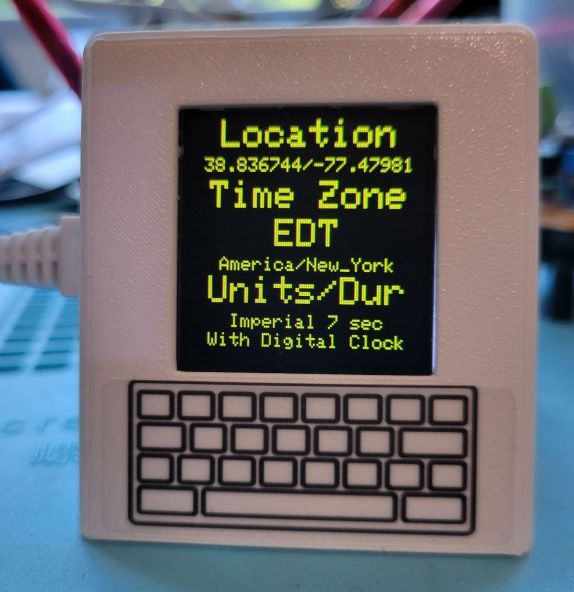 Location
38.836744/-77.47981
Time Zone
EDT
America/New_York
Units/Dur
Imperial 7 sec
With Digital Clock